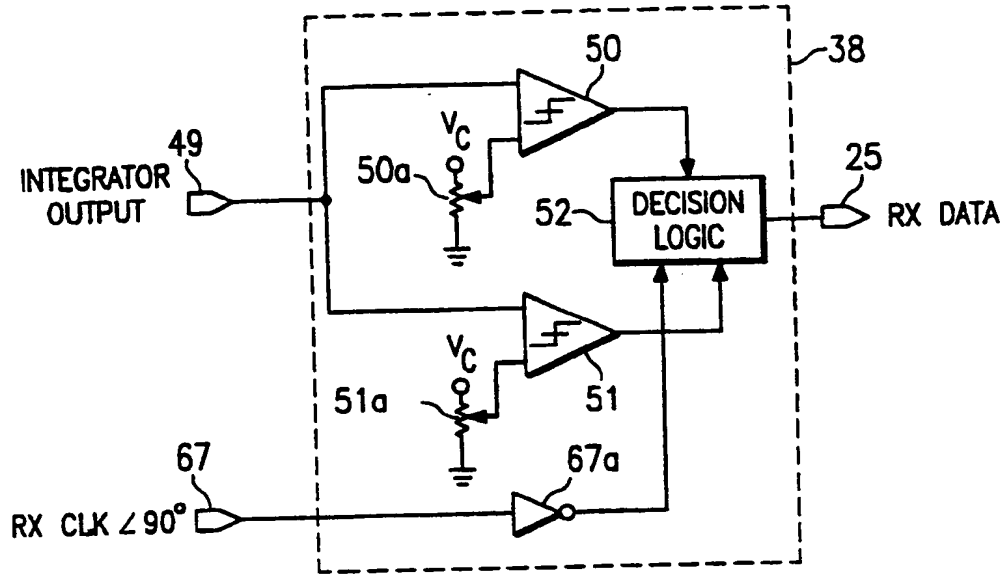 50
38
V_C
49
50a
INTEGRATOR
OUTPUT
52
DECISION
LOGIC
25
RX DATA
V_C
51a
51
67
67a
RX CLK ∠90°